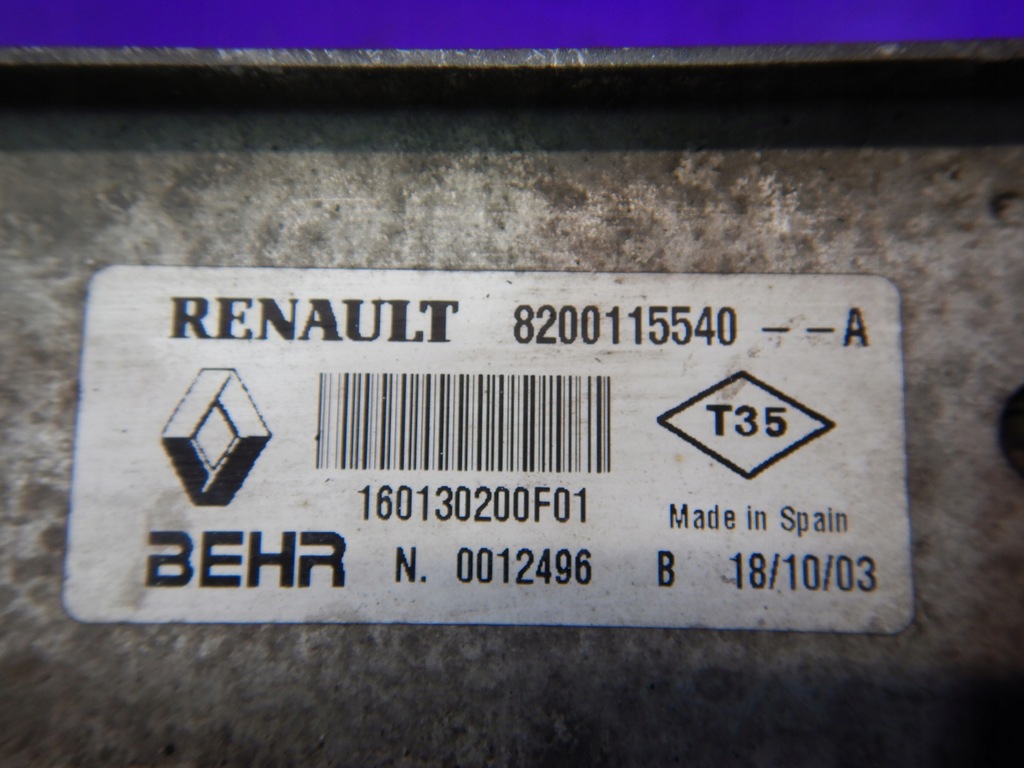 RENAULT 8200115540 - - A
T35
160130200F01
Made in Spain
BEHR N. 0012496 B 18/10/03